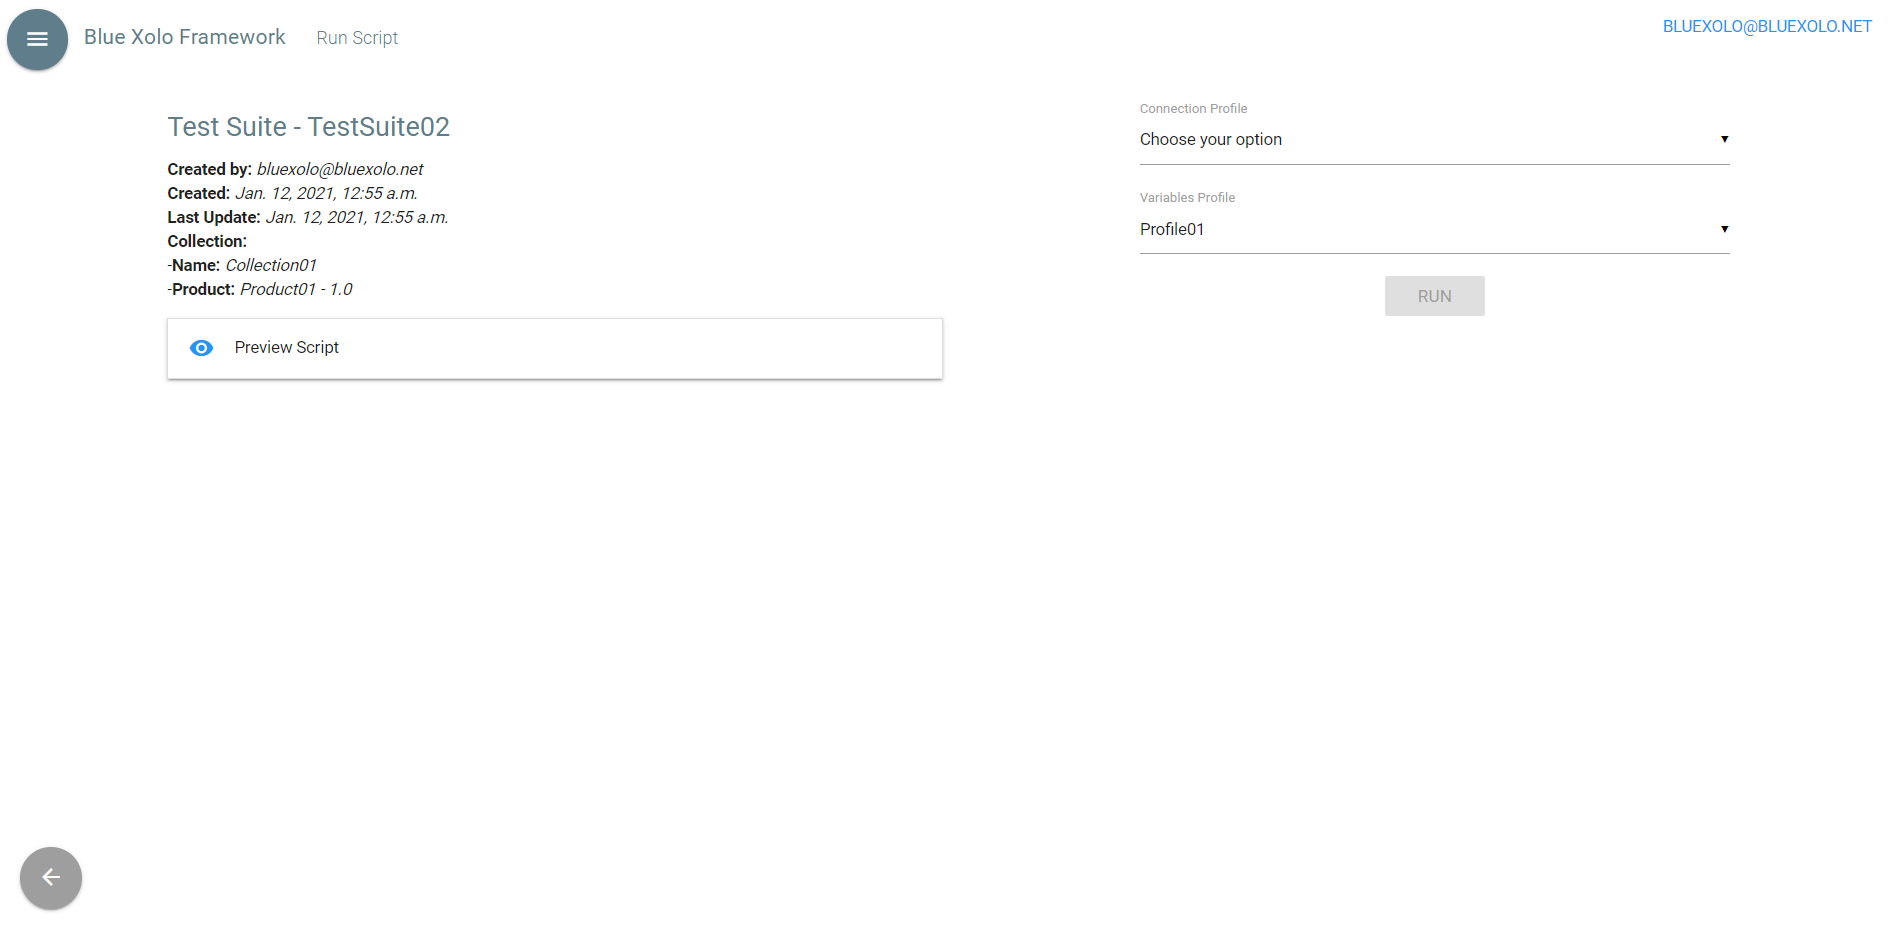 Blue Xolo Framework Run Script
BLUEXOLO@BLUEXOLO.NET
Test Suite - TestSuite02
Created by: bluexolo@bluexolo.net
Created: Jan. 12, 2021, 12:55 a.m.
Last Update: Jan. 12, 2021, 12:55 a.m.
Collection:
-Name: Collection01
-Product: Product01 - 1.0
Preview Script
Connection Profile
Choose your option
Variables Profile
Profile01
RUN